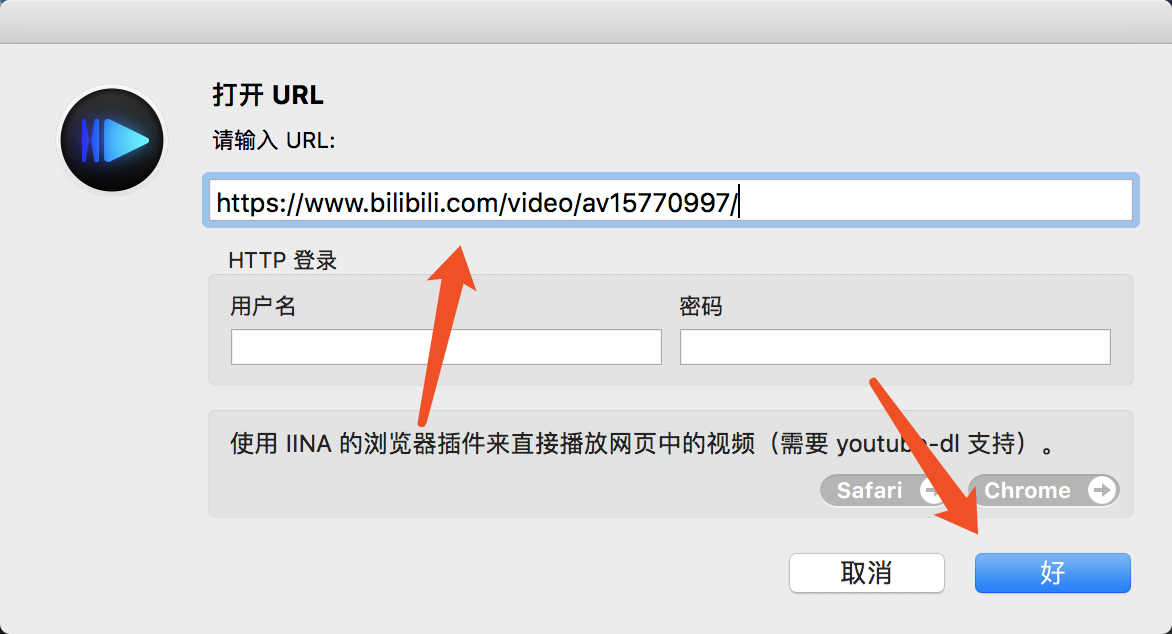 打开 URL
请输入 URL:
https://www.bilibili.com/video/av15770997/
HTTP 登录
用户名 密码
使用 IINA 的浏览器插件来直接播放网页中的视频（需要 youtube-dl 支持）。
Safari Chrome
取消 好